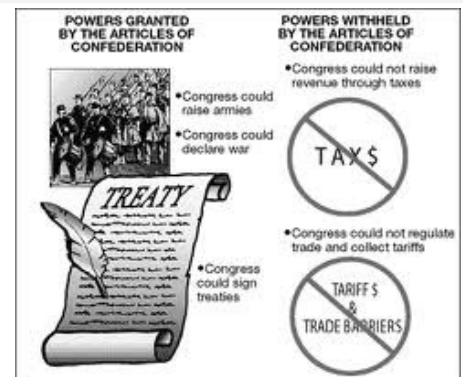 POWERS GRANTED
BY THE ARTICLES OF
CONFEDERATION
•Congress could
raise armies
•Congress could
declare war
TREATY
•Congress
could sign
treaties
POWERS WITHHELD
BY THE ARTICLES OF
CONFEDERATION
•Congress could not raise
revenue through taxes
TAX$
•Congress could not regulate
trade and collect tariffs
TARIFF $
&
TRADE BARRIERS